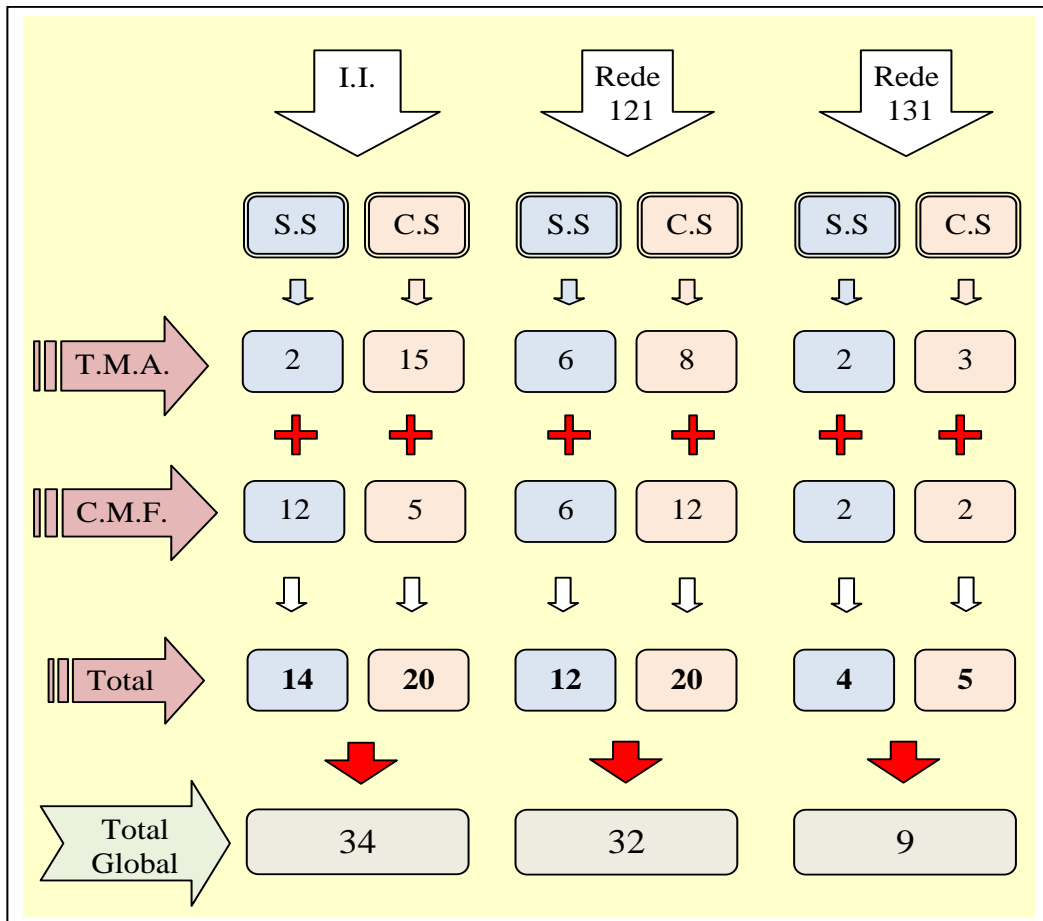 I.I.
Rede
121
Rede
131
S.S C.S S.S C.S S.S C.S
T.M.A. 2 15 6 8 2 3
C.M.F. 12 5 6 12 2 2
Total 14 20 12 20 4 5
Total
Global
34 32 9